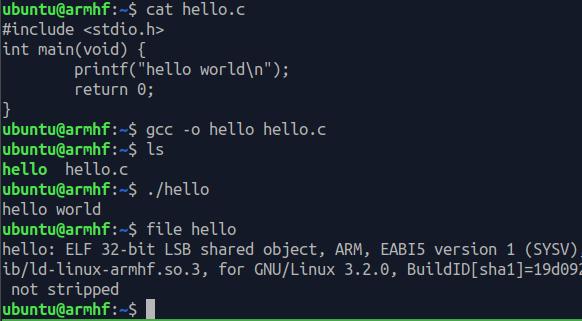 ubuntu@armhf:~$ cat hello.c
#include <stdio.h>
int main(void) {
        printf("hello world\n");
        return 0;
}
ubuntu@armhf:~$ gcc -o hello hello.c
ubuntu@armhf:~$ ls
hello  hello.c
ubuntu@armhf:~$ ./hello
hello world
ubuntu@armhf:~$ file hello
hello: ELF 32-bit LSB shared object, ARM, EABI5 version 1 (SYSV),
ib/ld-linux-armhf.so.3, for GNU/Linux 3.2.0, BuildID[sha1]=19d092
 not stripped
ubuntu@armhf:~$